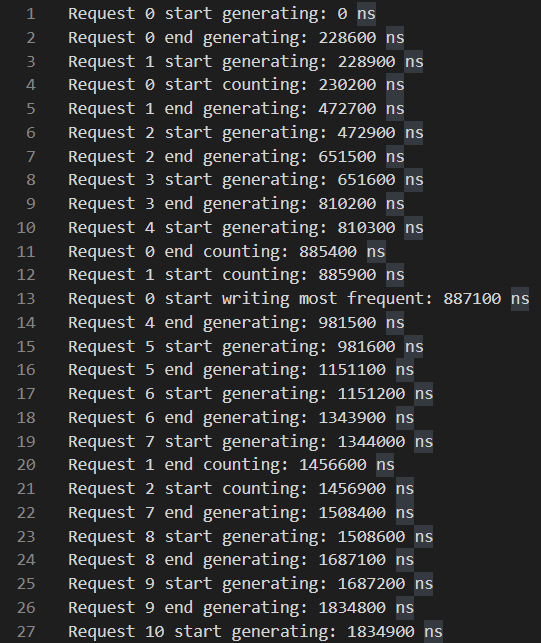 1 Request 0 start generating: 0 ns
2 Request 0 end generating: 228600 ns
3 Request 1 start generating: 228900 ns
4 Request 0 start counting: 230200 ns
5 Request 1 end generating: 472700 ns
6 Request 2 start generating: 472900 ns
7 Request 2 end generating: 651500 ns
8 Request 3 start generating: 651600 ns
9 Request 3 end generating: 810200 ns
10 Request 4 start generating: 810300 ns
11 Request 0 end counting: 885400 ns
12 Request 1 start counting: 885900 ns
13 Request 0 start writing most frequent: 887100 ns
14 Request 4 end generating: 981500 ns
15 Request 5 start generating: 981600 ns
16 Request 5 end generating: 1151100 ns
17 Request 6 start generating: 1151200 ns
18 Request 6 end generating: 1343900 ns
19 Request 7 start generating: 1344000 ns
20 Request 1 end counting: 1456600 ns
21 Request 2 start counting: 1456900 ns
22 Request 7 end generating: 1508400 ns
23 Request 8 start generating: 1508600 ns
24 Request 8 end generating: 1687100 ns
25 Request 9 start generating: 1687200 ns
26 Request 9 end generating: 1834800 ns
27 Request 10 start generating: 1834900 ns